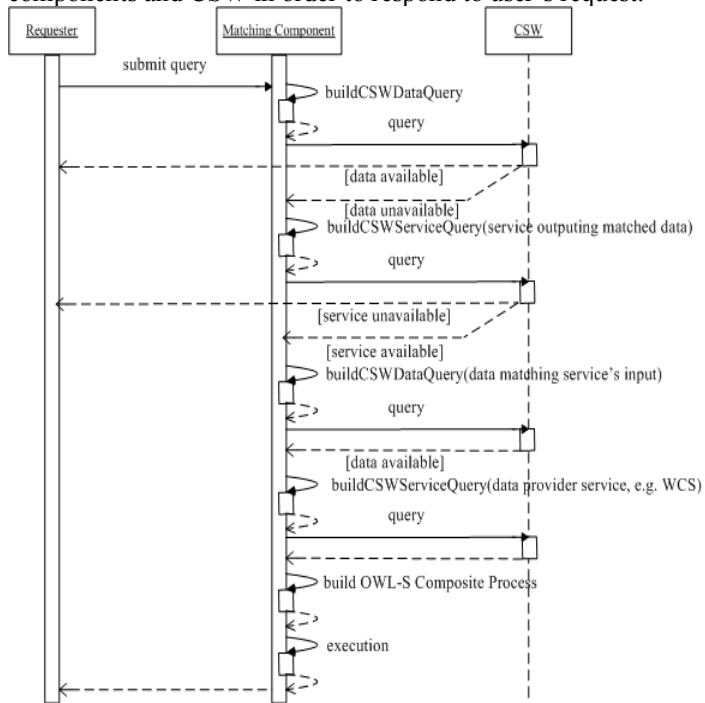 components and CSW in order to respond to user's request.
Requester
Matching Component
CSW
submit query
buildCSWDataQuery
query
[data available]
[data unavailable]
buildCSWServiceQuery(service outputing matched data)
query
[service unavailable]
[service available]
buildCSWDataQuery(data matching service's input)
query
[data available]
buildCSWServiceQuery(data provider service, e.g. WCS)
query
build OWL-S Composite Process
execution